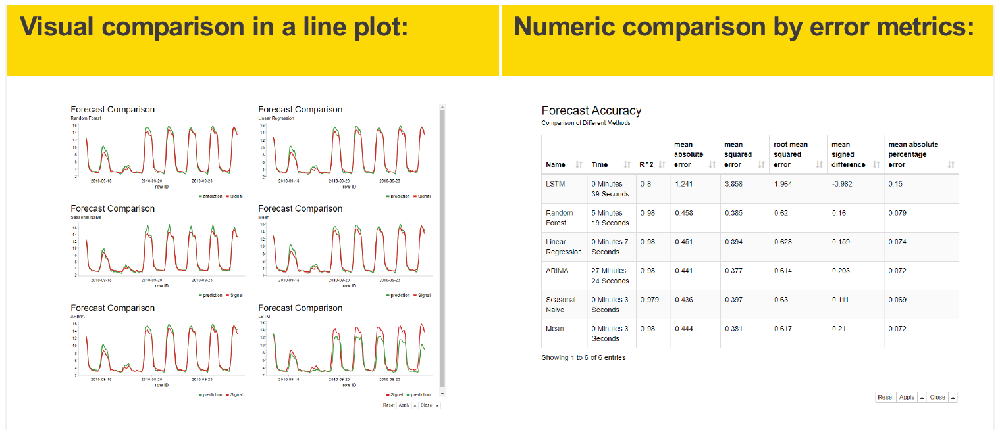 Visual comparison in a line plot:
Numeric comparison by error metrics:
Forecast Comparison
Random Forest
16
14
12
10
8
6
4
2
2010-09-18 2010-09-20 2010-09-23
row ID
prediction Signal
Forecast Comparison
Linear Regression
16
14
12
10
8
6
4
2
2010-09-18 2010-09-20 2010-09-23
row ID
prediction Signal
Forecast Comparison
Seasonal Naive
16
14
12
10
8
6
4
2
2010-09-18 2010-09-20 2010-09-23
row ID
prediction Signal
Forecast Comparison
Mean
16
14
12
10
8
6
4
2
2010-09-18 2010-09-20 2010-09-23
row ID
prediction Signal
Forecast Comparison
ARIMA
16
14
12
10
8
6
4
2
2010-09-18 2010-09-20 2010-09-23
row ID
prediction Signal
Forecast Comparison
LSTM
16
14
12
10
8
6
4
2
2010-09-18 2010-09-20 2010-09-23
row ID
Signal prediction
Reset Apply Close
Forecast Accuracy
Comparison of Different Methods
Name Time R^2 mean absolute error mean squared error root mean squared error mean signed difference mean absolute percentage error
LSTM 0 Minutes 39 Seconds 0.8 1.241 3.858 1.964 -0.982 0.15
Random Forest 5 Minutes 19 Seconds 0.98 0.458 0.385 0.62 0.16 0.079
Linear Regression 0 Minutes 7 Seconds 0.98 0.451 0.394 0.628 0.159 0.074
ARIMA 27 Minutes 24 Seconds 0.98 0.441 0.377 0.614 0.203 0.072
Seasonal Naive 0 Minutes 3 Seconds 0.979 0.436 0.397 0.63 0.111 0.069
Mean 0 Minutes 3 Seconds 0.98 0.444 0.381 0.617 0.21 0.072
Showing 1 to 6 of 6 entries
Reset Apply Close